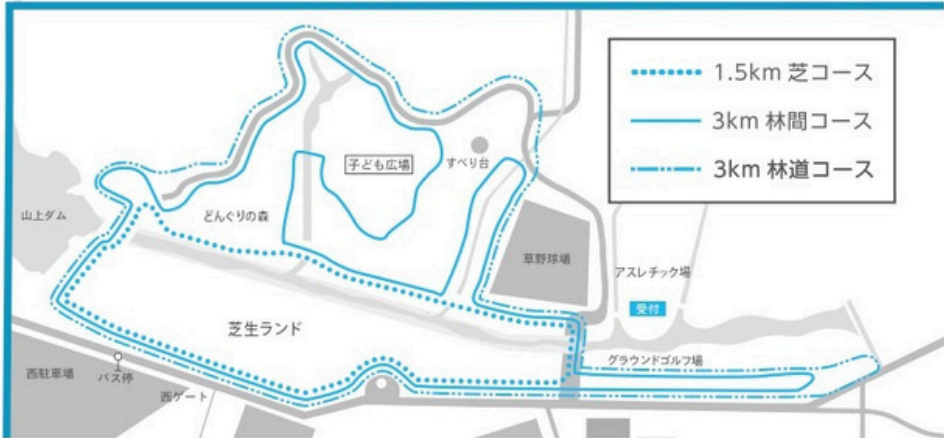 1.5km 芝コース
3km 林間コース
3km 林道コース
子ども広場
すべり台
山上ダム
どんぐりの森
草野球場
アスレチック場
受付
芝生ランド
グラウンドゴルフ場
西駐車場
バス停
西ゲート